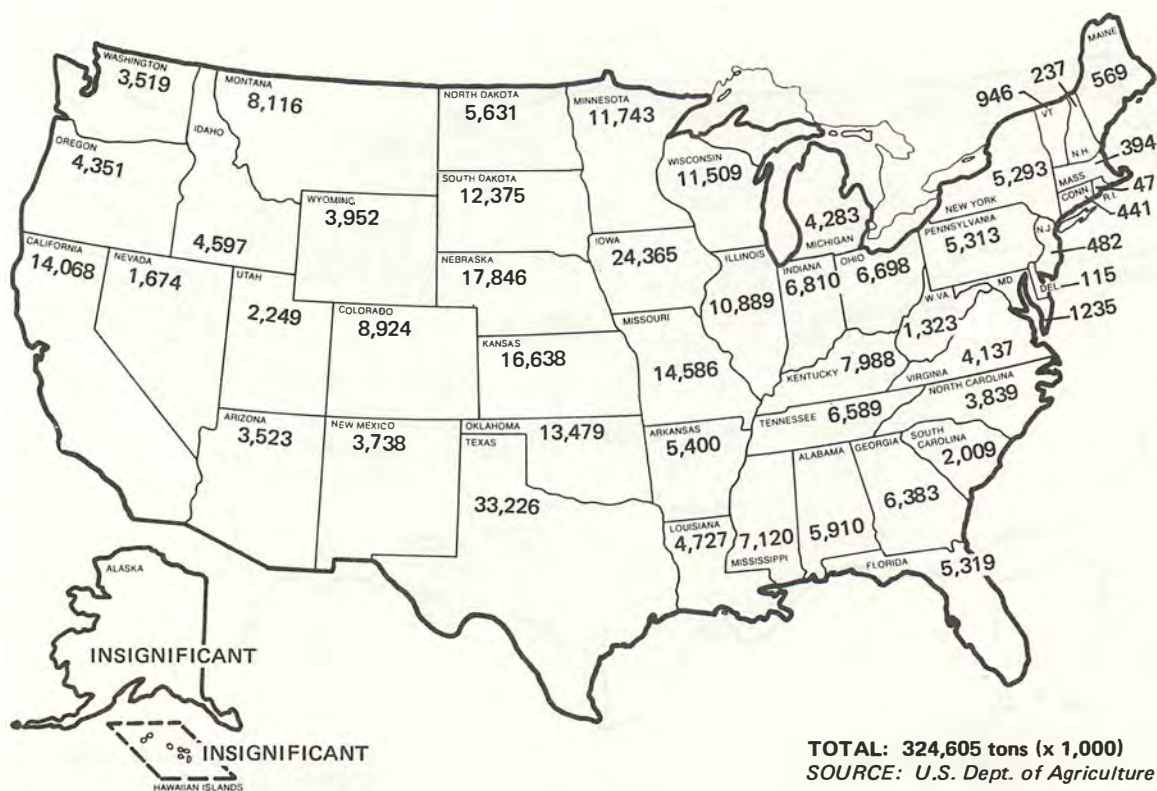 WASHINGTON
3,519
MONTANA
8,116
IDAHO
4,597
OREGON
4,351
NORTH DAKOTA
5,631
MINNESOTA
11,743
237
946
MAINE
569
VT
N.H.
394
MASS.
CONN.
R.I.
47
441
WISCONSIN
11,509
SOUTH DAKOTA
12,375
WYOMING
3,952
4,283
MICHIGAN
5,293
NEW YORK
PENNSYLVANIA
5,313
N.J.
482
CALIFORNIA
14,068
NEVADA
1,674
UTAH
2,249
NEBRASKA
17,846
IOWA
24,365
ILLINOIS
10,889
INDIANA
6,810
OHIO
6,698
W.VA.
1,323
MD
DEL.
115
1235
COLORADO
8,924
KANSAS
16,638
MISSOURI
14,586
KENTUCKY 7,988
4,137
VIRGINIA
NORTH CAROLINA
3,839
ARIZONA
3,523
NEW MEXICO
3,738
OKLAHOMA
13,479
TEXAS
33,226
ARKANSAS
5,400
TENNESSEE 6,589
ALABAMA
5,910
GEORGIA
6,383
SOUTH
CAROLINA
2,009
LOUISIANA
4,727
7,120
MISSISSIPPI
FLORIDA
5,319
ALASKA
INSIGNIFICANT
INSIGNIFICANT
HAWAIIAN ISLANDS
TOTAL: 324,605 tons (x 1,000)
SOURCE: U.S. Dept. of Agriculture